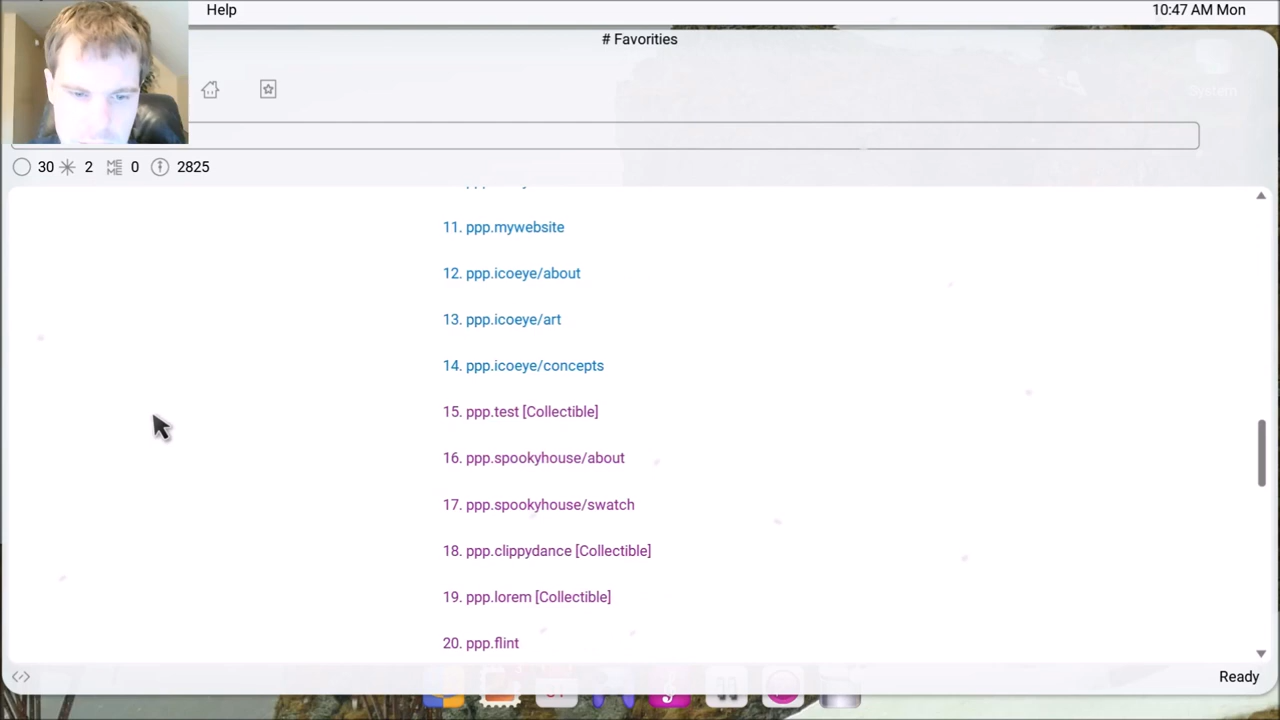 Help
10:47 AM Mon
# Favorities
System
30 2 0 2825
11. ppp.mywebsite
12. ppp.icoeye/about
13. ppp.icoeye/art
14. ppp.icoeye/concepts
15. ppp.test [Collectible]
16. ppp.spookyhouse/about
17. ppp.spookyhouse/swatch
18. ppp.clippydance [Collectible]
19. ppp.lorem [Collectible]
20. ppp.flint
Ready